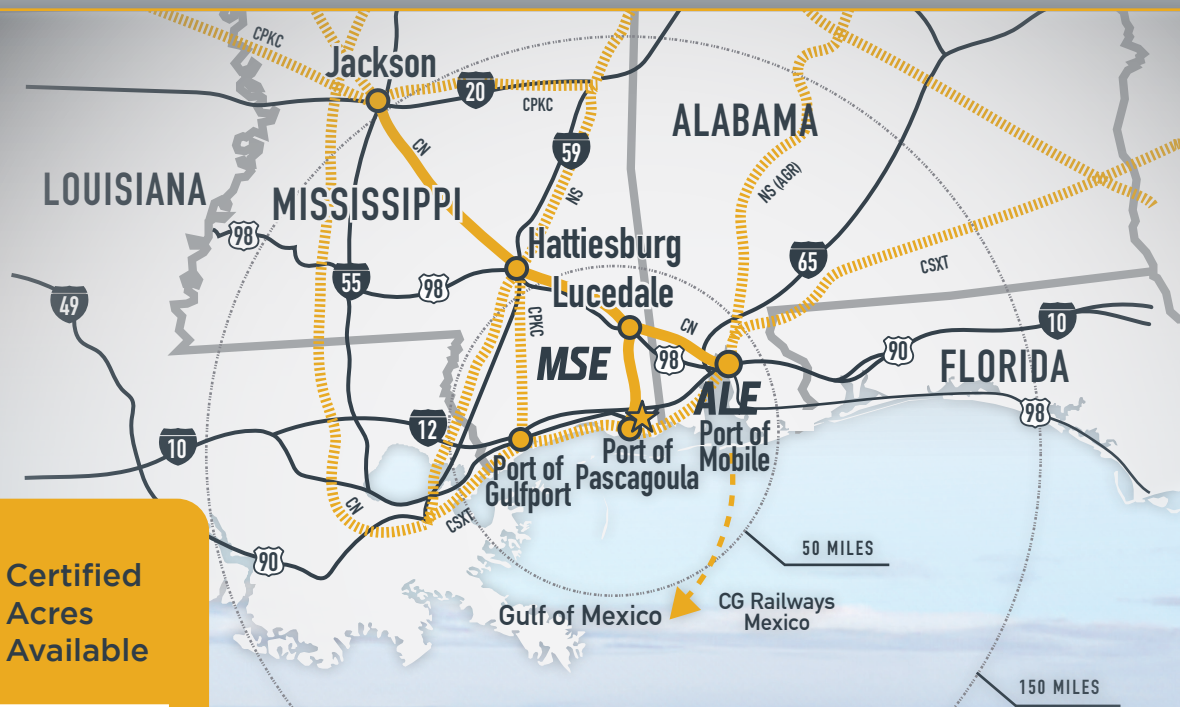 CPKC
Jackson
20
CPKC
ALABAMA
CN
59
LOUISIANA
MISSISSIPPI
NS
NS (AGR)
98
Hattiesburg
65
CSXT
55
98
Lucedale
49
CPKC
CN
10
MSE
98
90
FLORIDA
ALE
98
12
10
Port of
Mobile
Port of
Pascagoula
Port of
Gulfport
CN
CSXT
90
50 MILES
Certified
Acres
Available
Gulf of Mexico
CG Railways
Mexico
150 MILES